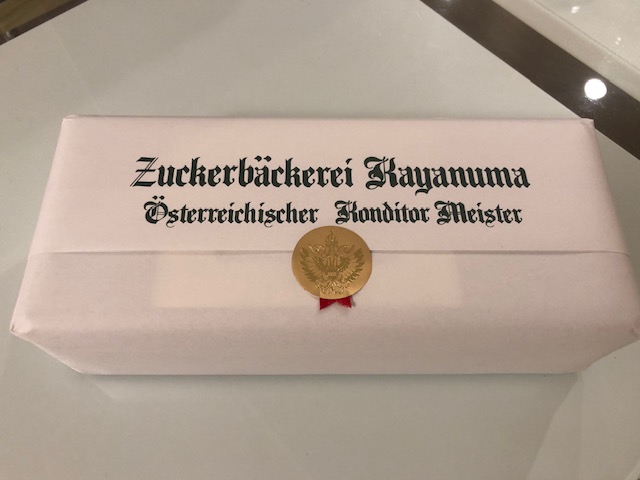 Zuckerbäckerei Kayanuma
Österreichischer Konditor Meister